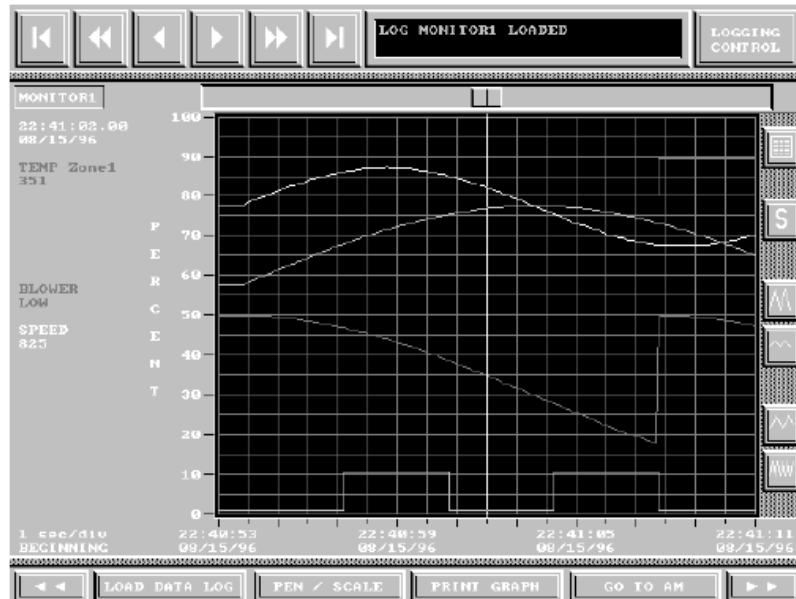 LOG MONITOR1 LOADED
LOGGING
CONTROL
MONITOR1
22:41:02.00
08/15/96
TEMP Zone1
351
BLOWER
LOW
SPEED
825
PERCENT
100
90
80
70
60
50
40
30
20
10
0
S
1 sec/div
BEGINNING
22:40:53
08/15/96
22:40:59
08/15/96
22:41:05
08/15/96
22:41:11
08/15/96
LOAD DATA LOG
PEN / SCALE
PRINT GRAPH
GO TO AM